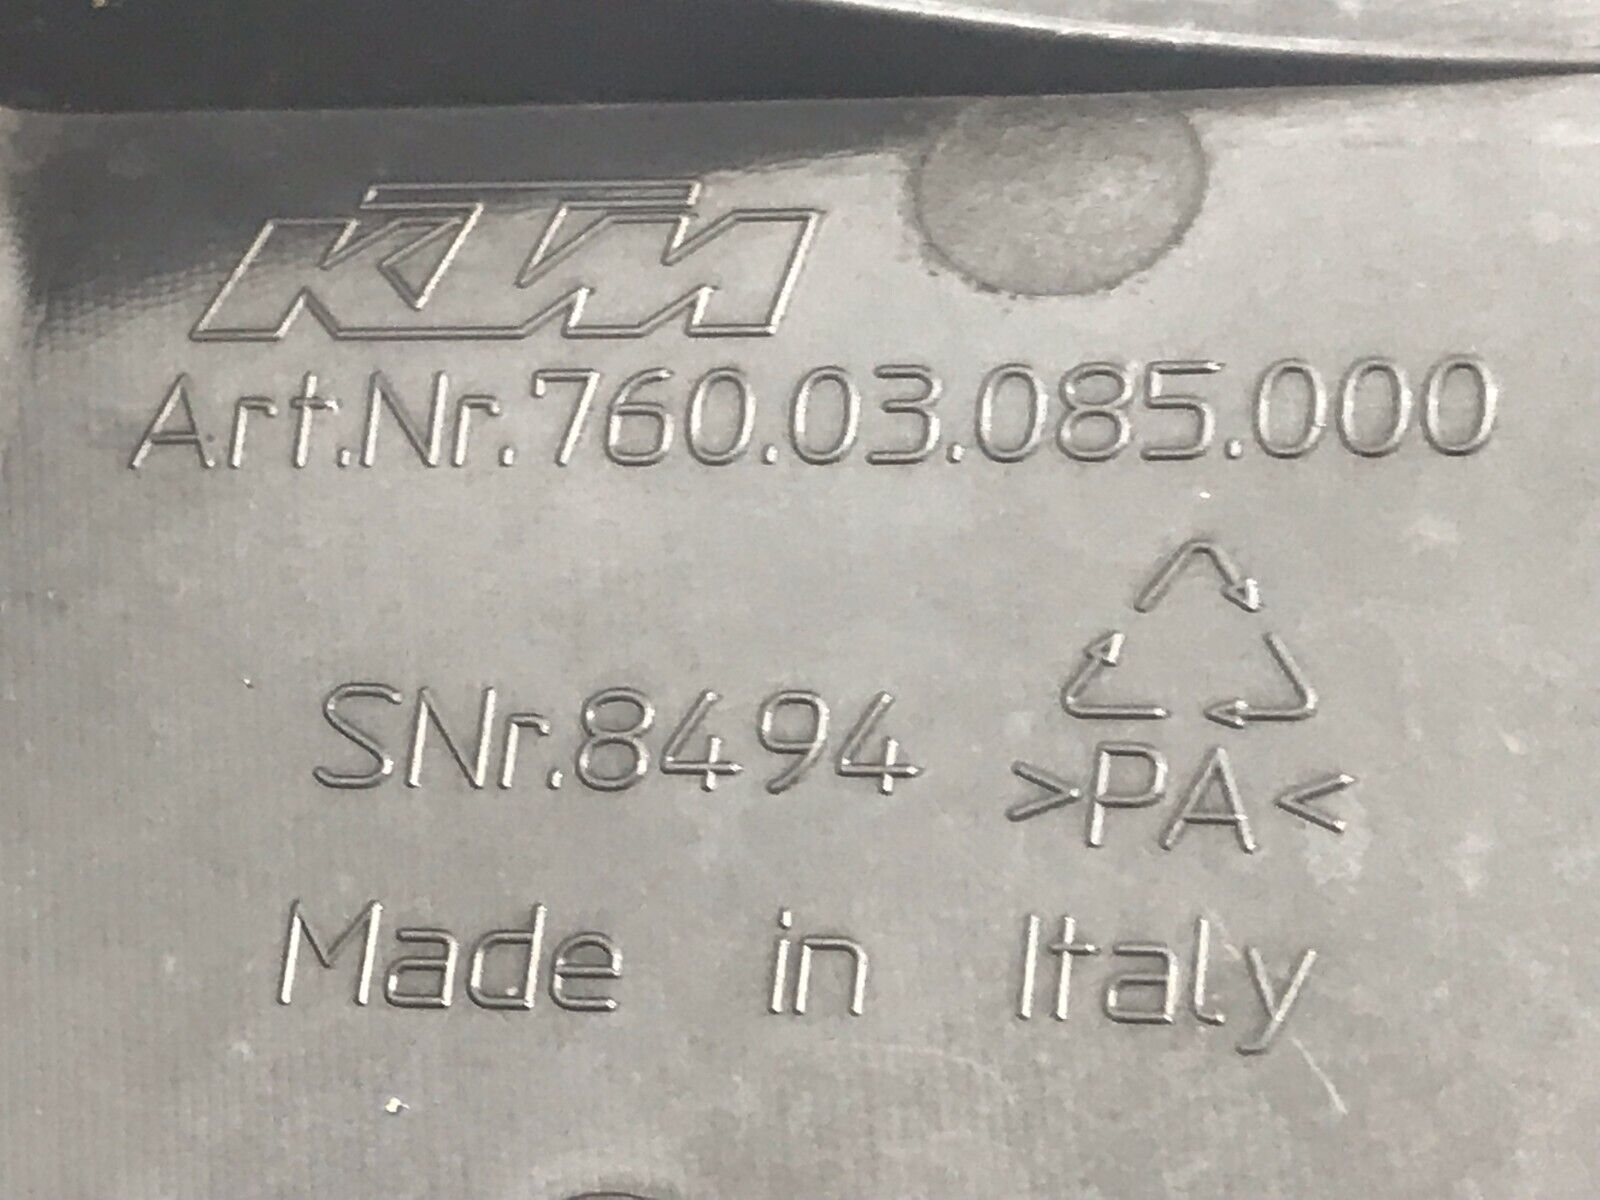 KTM
Art.Nr.760.03.085.000
SNr.8494
>PA<
Made in Italy